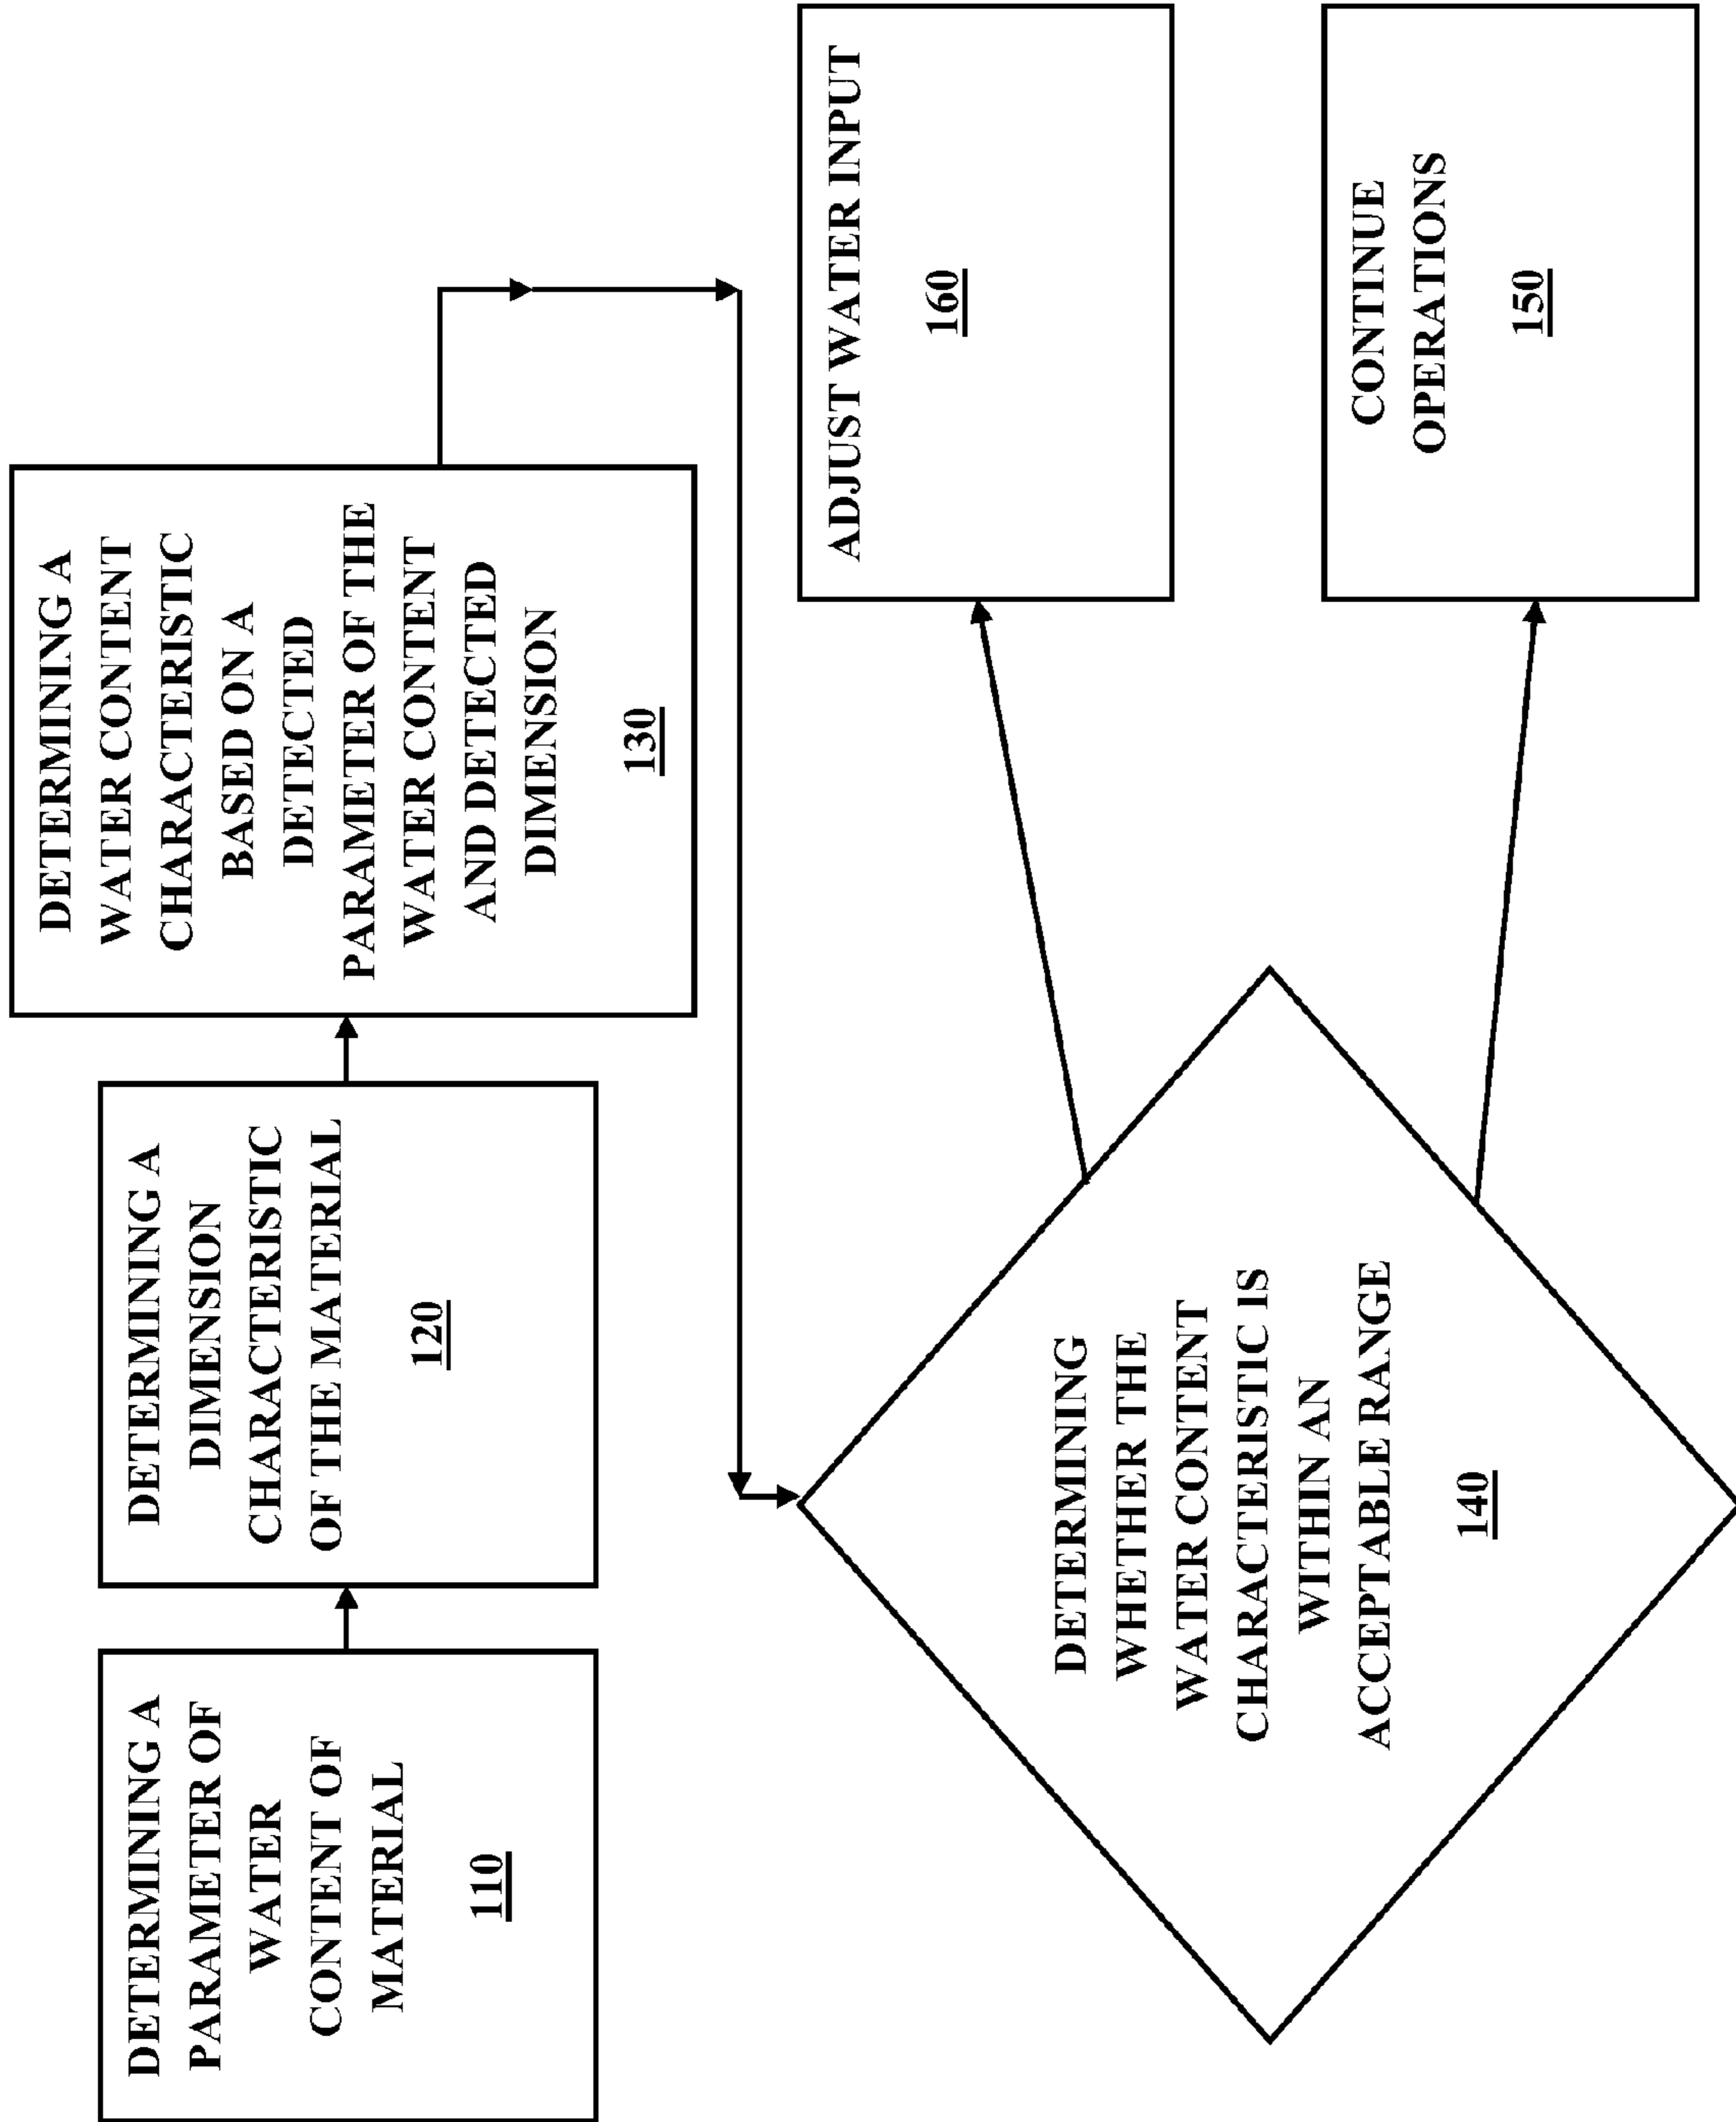 DETERMINING A
PARAMETER OF
WATER
CONTENT OF
MATERIAL
110
DETERMINING A
DIMENSION
CHARACTERISTIC
OF THE MATERIAL
120
DETERMINING A
WATER CONTENT
CHARACTERISTIC
BASED ON A
DETECTED
PARAMETER OF THE
WATER CONTENT
AND DETECTED
DIMENSION
130
DETERMINING
WHETHER THE
WATER CONTENT
CHARACTERISTIC IS
WITHIN AN
ACCEPTABLE RANGE
140
ADJUST WATER INPUT
160
CONTINUE
OPERATIONS
150